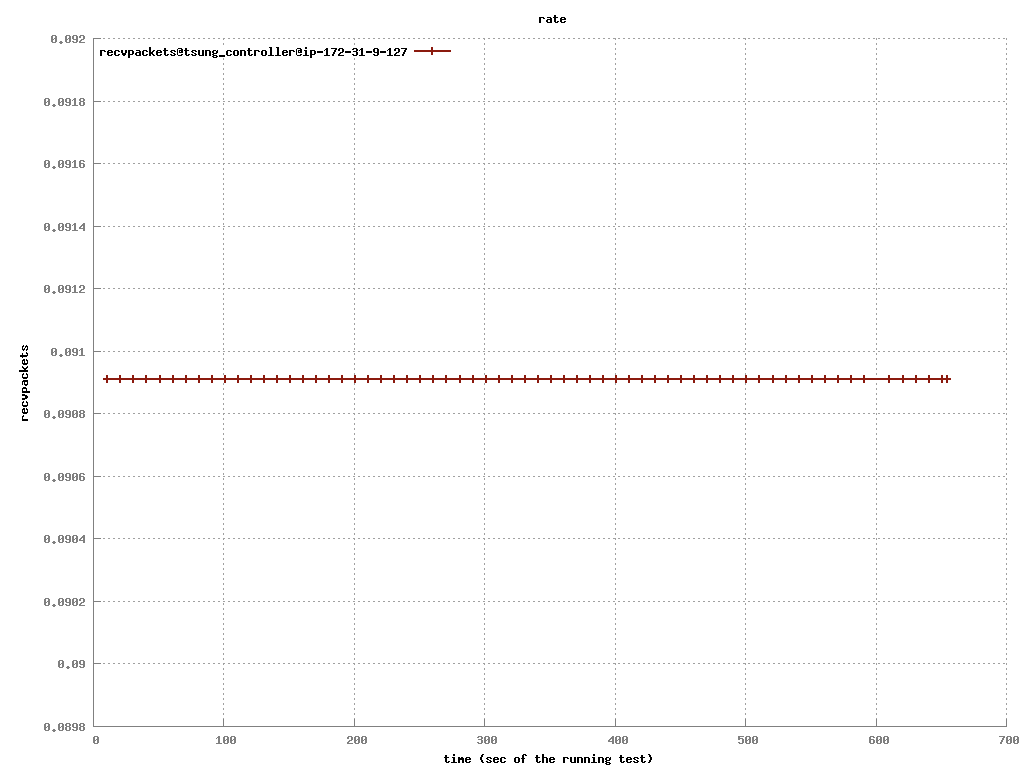 rate
0.092
recvpackets@tsung_controller@ip-172-31-9-127
0.0918
0.0916
0.0914
0.0912
0.091
recvpackets
0.0908
0.0906
0.0904
0.0902
0.09
0.0898
0 100 200 300 400 500 600 700
time (sec of the running test)